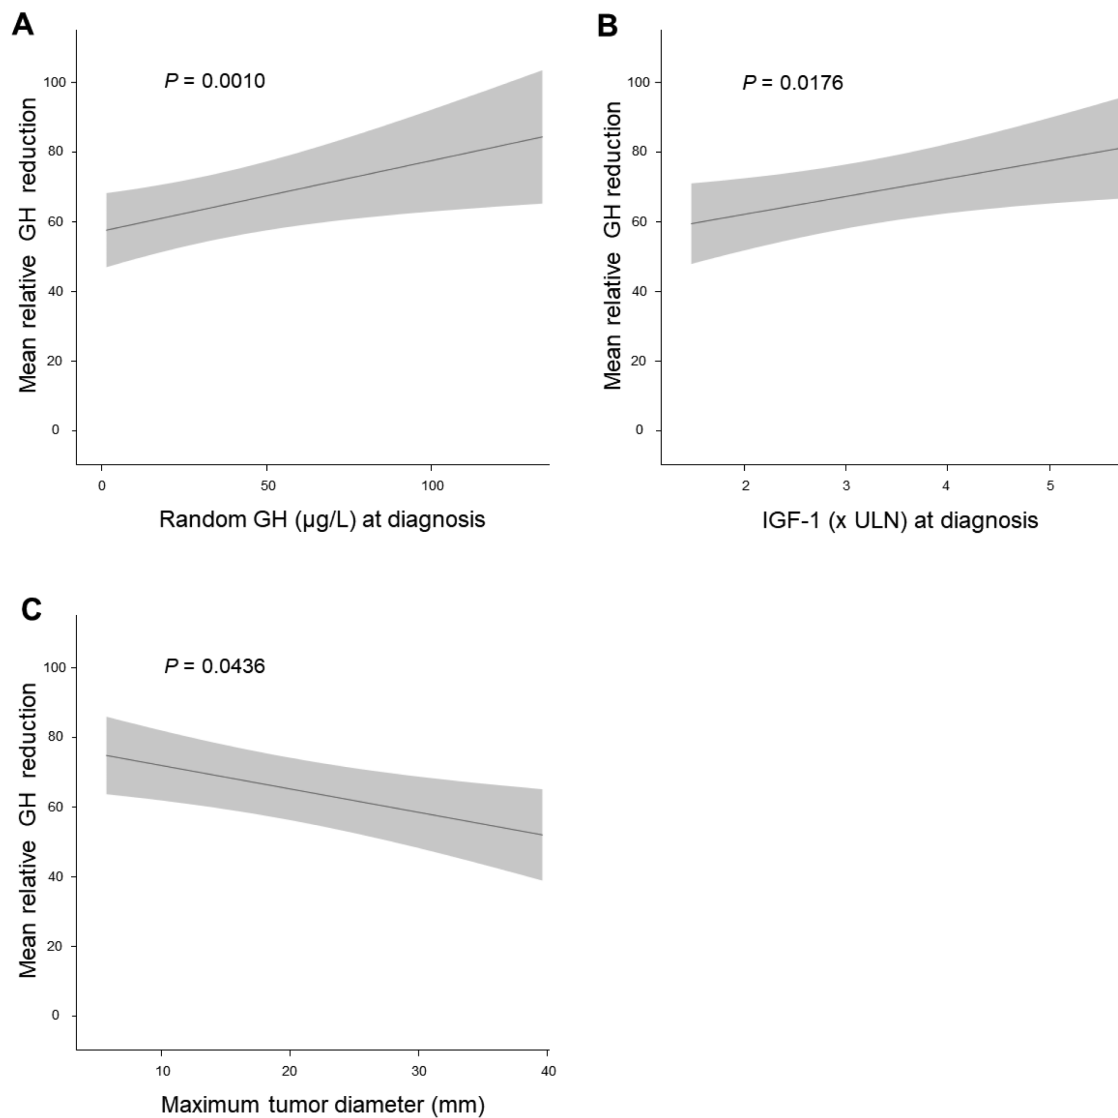 A
P = 0.0010
Mean relative GH reduction
100
80
60
40
20
0
0 50 100
Random GH (µg/L) at diagnosis
B
P = 0.0176
Mean relative GH reduction
100
80
60
40
20
0
2 3 4 5
IGF-1 (x ULN) at diagnosis
C
P = 0.0436
Mean relative GH reduction
100
80
60
40
20
0
10 20 30 40
Maximum tumor diameter (mm)